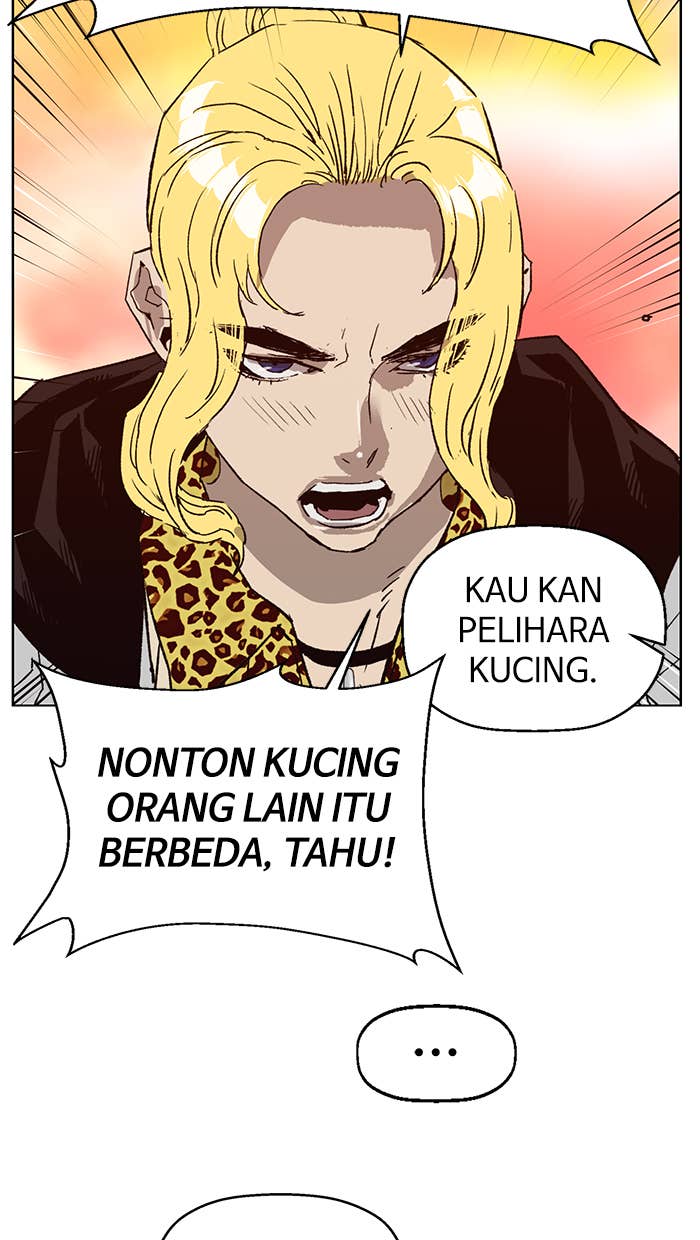 KAU KAN
PELIHARA
KUCING.
NONTON KUCING
ORANG LAIN ITU
BERBEDA, TAHU!
...